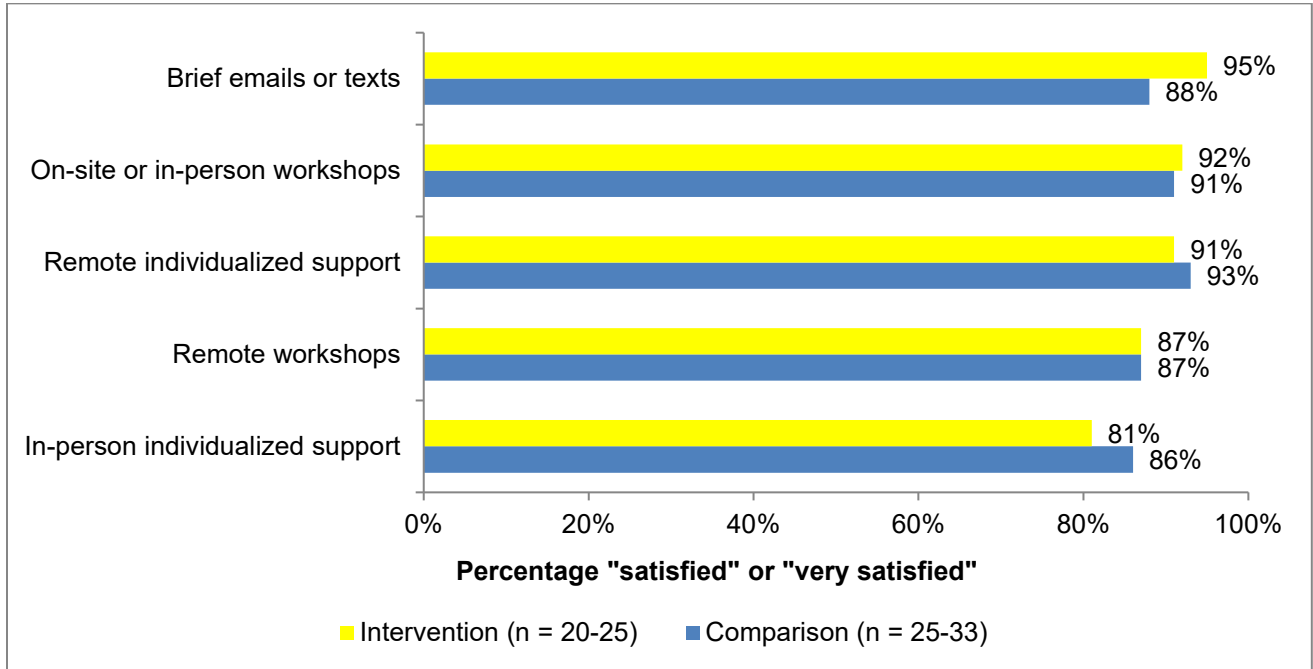 Brief emails or texts
95%
88%
On-site or in-person workshops
92%
91%
Remote individualized support
91%
93%
Remote workshops
87%
87%
In-person individualized support
81%
86%
0%
20%
40%
60%
80%
100%
Percentage "satisfied" or "very satisfied"
Intervention (n = 20-25)
Comparison (n = 25-33)